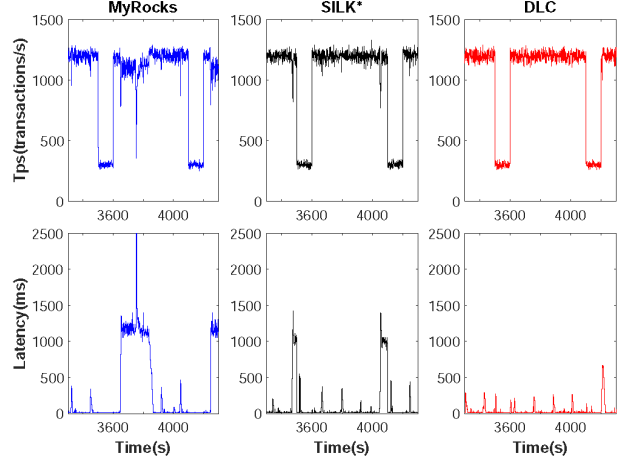 MyRocks SILK* DLC
Tps(transactions/s)
1500 1500 1500
1000 1000 1000
500 500 500
0 0 0
3600 4000 3600 4000 3600 4000
Latency(ms)
2500 2500 2500
2000 2000 2000
1500 1500 1500
1000 1000 1000
500 500 500
0 0 0
3600 4000 3600 4000 3600 4000
Time(s) Time(s) Time(s)